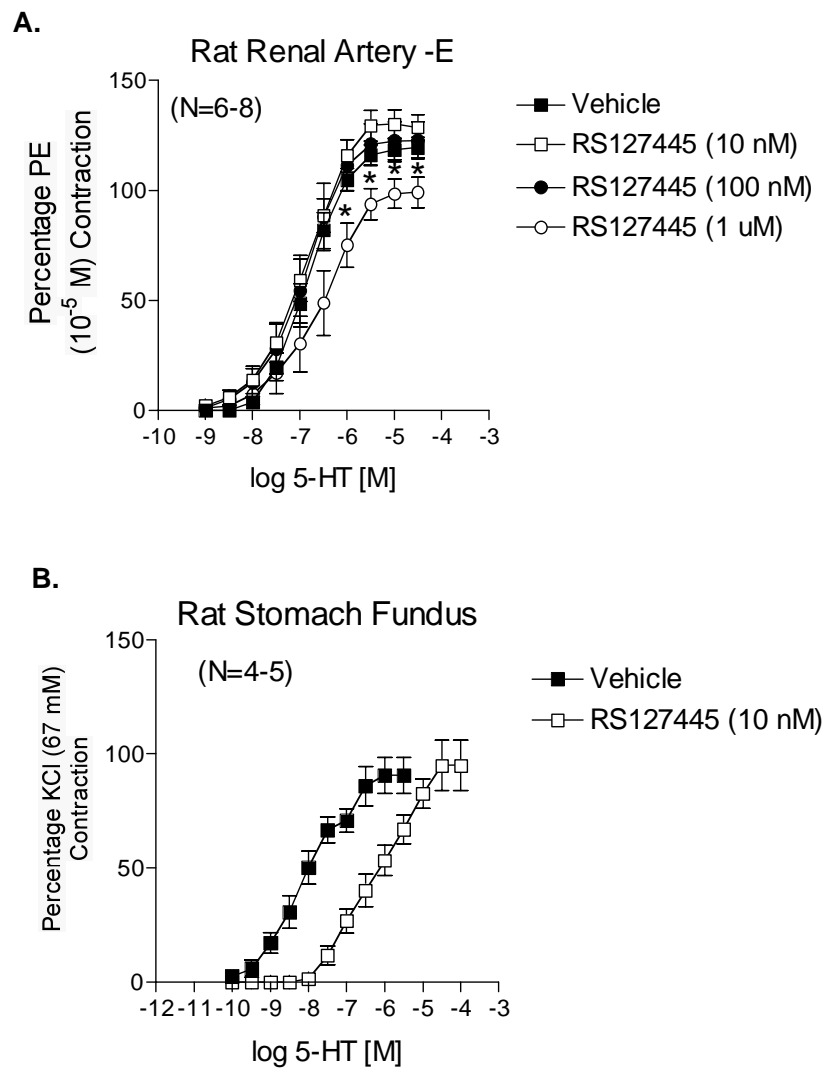 A.
Rat Renal Artery -E
(N=6-8)
Percentage PE
(10⁻⁵ M) Contraction
150
100
50
0
* * * *
-10 -9 -8 -7 -6 -5 -4 -3
log 5-HT [M]
Vehicle
RS127445 (10 nM)
RS127445 (100 nM)
RS127445 (1 uM)
B.
Rat Stomach Fundus
(N=4-5)
Percentage KCl (67 mM)
Contraction
150
100
50
0
-12 -11 -10 -9 -8 -7 -6 -5 -4 -3
log 5-HT [M]
Vehicle
RS127445 (10 nM)